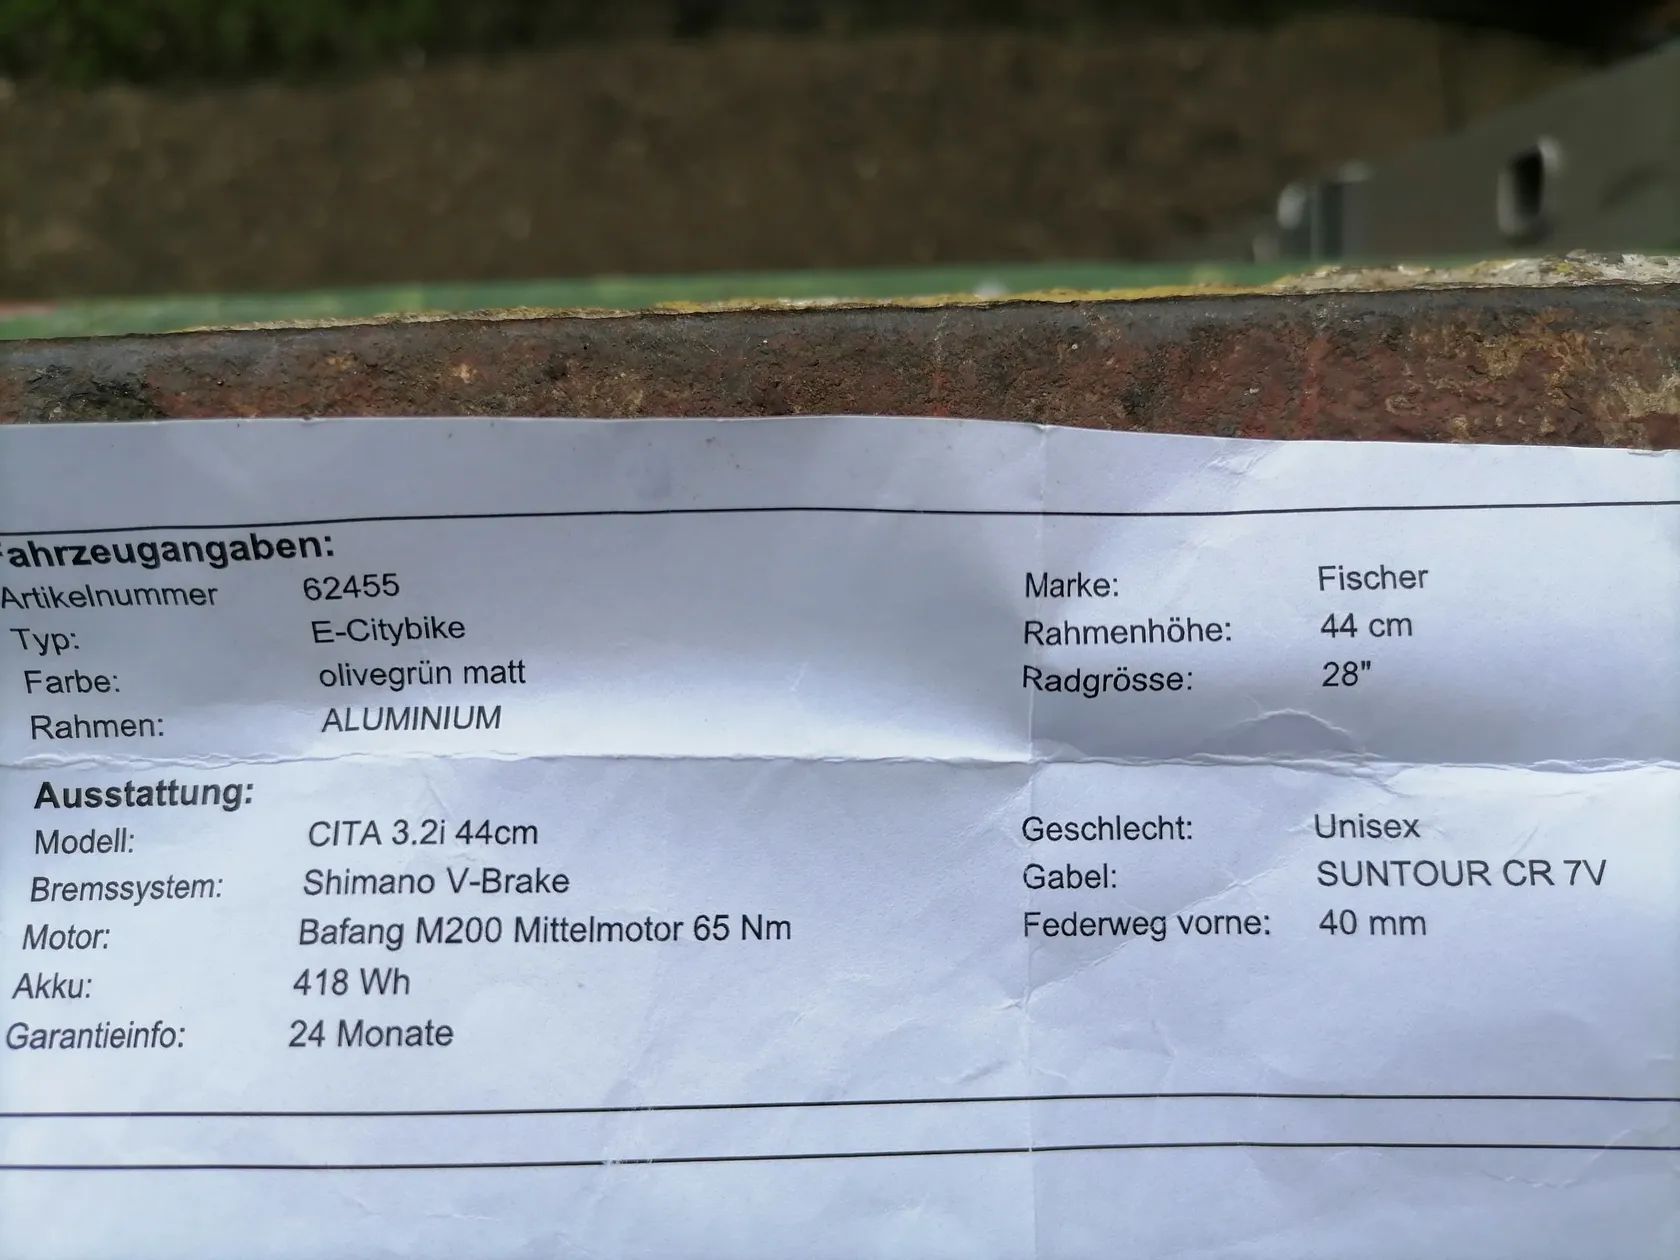 Fahrzeugangaben:
Artikelnummer 62455
Typ: E-Citybike
Farbe: olivegrün matt
Rahmen: ALUMINIUM
Marke: Fischer
Rahmenhöhe: 44 cm
Radgrösse: 28"
Ausstattung:
Modell: CITA 3.2i 44cm
Bremssystem: Shimano V-Brake
Motor: Bafang M200 Mittelmotor 65 Nm
Akku: 418 Wh
Garantieinfo: 24 Monate
Geschlecht: Unisex
Gabel: SUNTOUR CR 7V
Federweg vorne: 40 mm